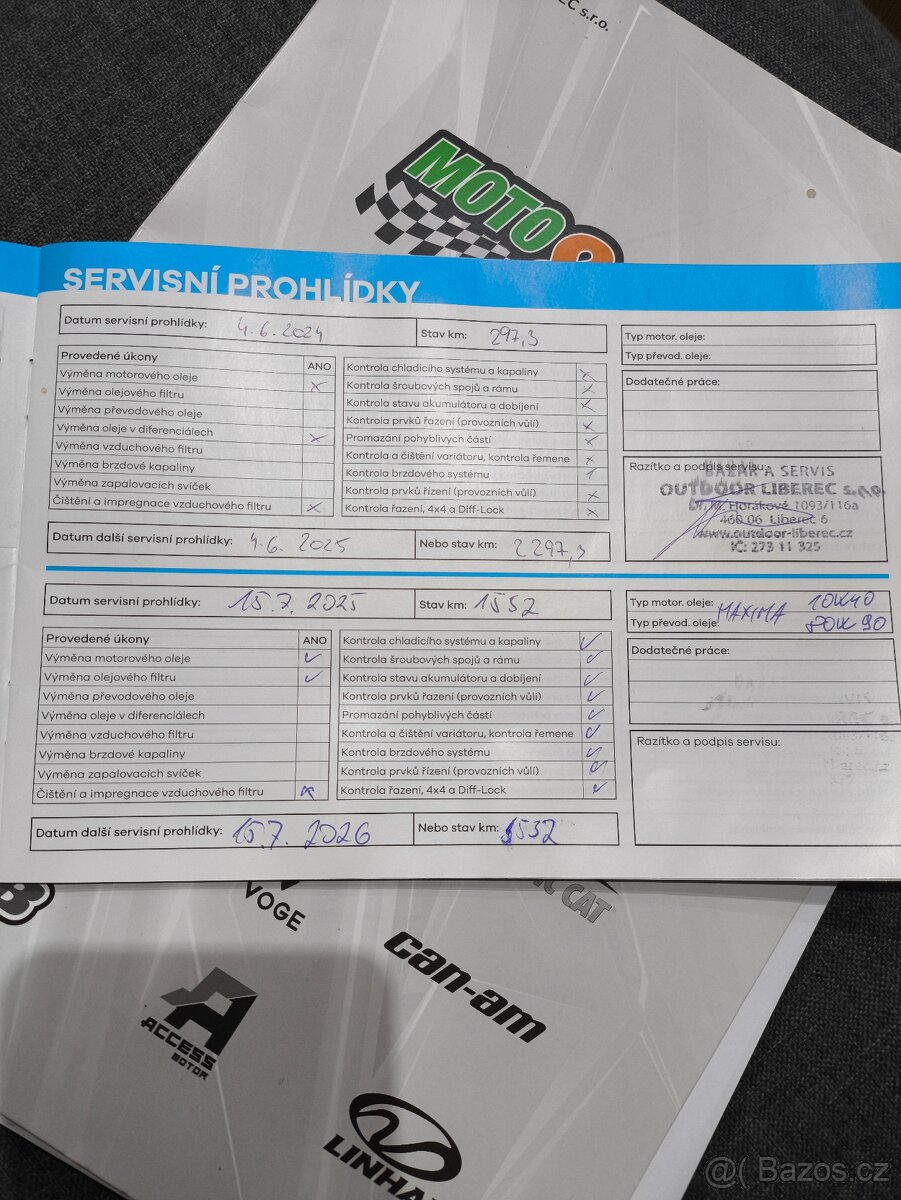 EC s.r.o.
MOTO
SERVISNÍ PROHLÍDKY
Datum servisní prohlídky: 4.6.2024 Stav km: 297,3
Provedené úkony ANO
Výměna motorového oleje x
Výměna olejového filtru
Výměna převodového oleje
Výměna oleje v diferenciálech x
Výměna vzduchového filtru
Výměna brzdové kapaliny
Výměna zapalovacích svíček
Čištění a impregnace vzduchového filtru x
Kontrola chladicího systému a kapaliny x
Kontrola šroubových spojů a rámu x
Kontrola stavu akumulátoru a dobíjení x
Kontrola prvků řazení (provozních vůlí) x
Promazání pohyblivých částí x
Kontrola a čištění variátoru, kontrola řemene x
Kontrola brzdového systému
Kontrola prvků řízení (provozních vůlí) x
Kontrola řazení, 4x4 a Diff-Lock x
Datum další servisní prohlídky: 4.6. 2025 Nebo stav km: 2297,3
Typ motor. oleje:
Typ převod. oleje:
Dodatečné práce:
Razítko a podpis servisu:
BAZAR A SERVIS
OUTDOOR LIBEREC s.r.o.
Dr. M. Horákové 1093/116a
460 06 Liberec 6
www.outdoor-liberec.cz
IČ: 273 11 325
Datum servisní prohlídky: 15.7.2025 Stav km: 1532
Provedené úkony ANO
Výměna motorového oleje ✓
Výměna olejového filtru ✓
Výměna převodového oleje
Výměna oleje v diferenciálech
Výměna vzduchového filtru
Výměna brzdové kapaliny
Výměna zapalovacích svíček
Čištění a impregnace vzduchového filtru
Kontrola chladicího systému a kapaliny ✓
Kontrola šroubových spojů a rámu ✓
Kontrola stavu akumulátoru a dobíjení ✓
Kontrola prvků řazení (provozních vůlí) ✓
Promazání pohyblivých částí ✓
Kontrola a čištění variátoru, kontrola řemene ✓
Kontrola brzdového systému ✓
Kontrola prvků řízení (provozních vůlí) ✓
Kontrola řazení, 4x4 a Diff-Lock ✓
Datum další servisní prohlídky: 15.7. 2026 Nebo stav km:
Typ motor. oleje: MAXIMA 10W40
Typ převod. oleje: 80W90
Dodatečné práce:
Razítko a podpis servisu:
VOGE
CAT
can-am
ACCESS
MOTOR
LINHAI
@( Bazos.cz